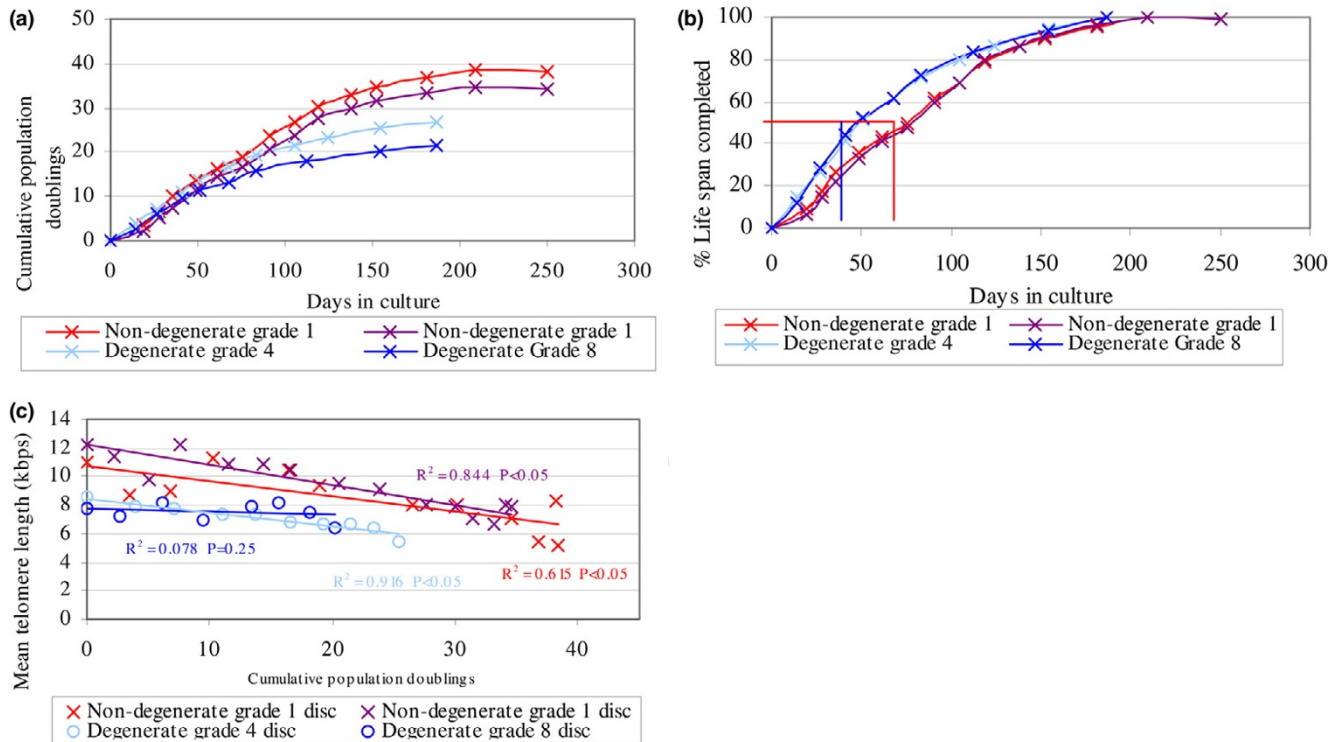 (a)
50
40
30
20
10
0
Cumulative population
doublings
0 50 100 150 200 250 300
Days in culture
Non-degenerate grade 1 Non-degenerate grade 1
Degenerate grade 4 Degenerate Grade 8
(b)
100
80
60
40
20
0
% Life span completed
0 50 100 150 200 250 300
Days in culture
Non-degenerate grade 1 Non-degenerate grade 1
Degenerate grade 4 Degenerate Grade 8
(c)
14
12
10
8
6
4
2
0
Mean telomere length (kbps)
R² = 0.844 P<0.05
R² = 0.078 P=0.25
R² = 0.916 P<0.05
R² = 0.615 P<0.05
0 10 20 30 40
Cumulative population doublings
Non-degenerate grade 1 disc Non-degenerate grade 1 disc
Degenerate grade 4 disc Degenerate grade 8 disc